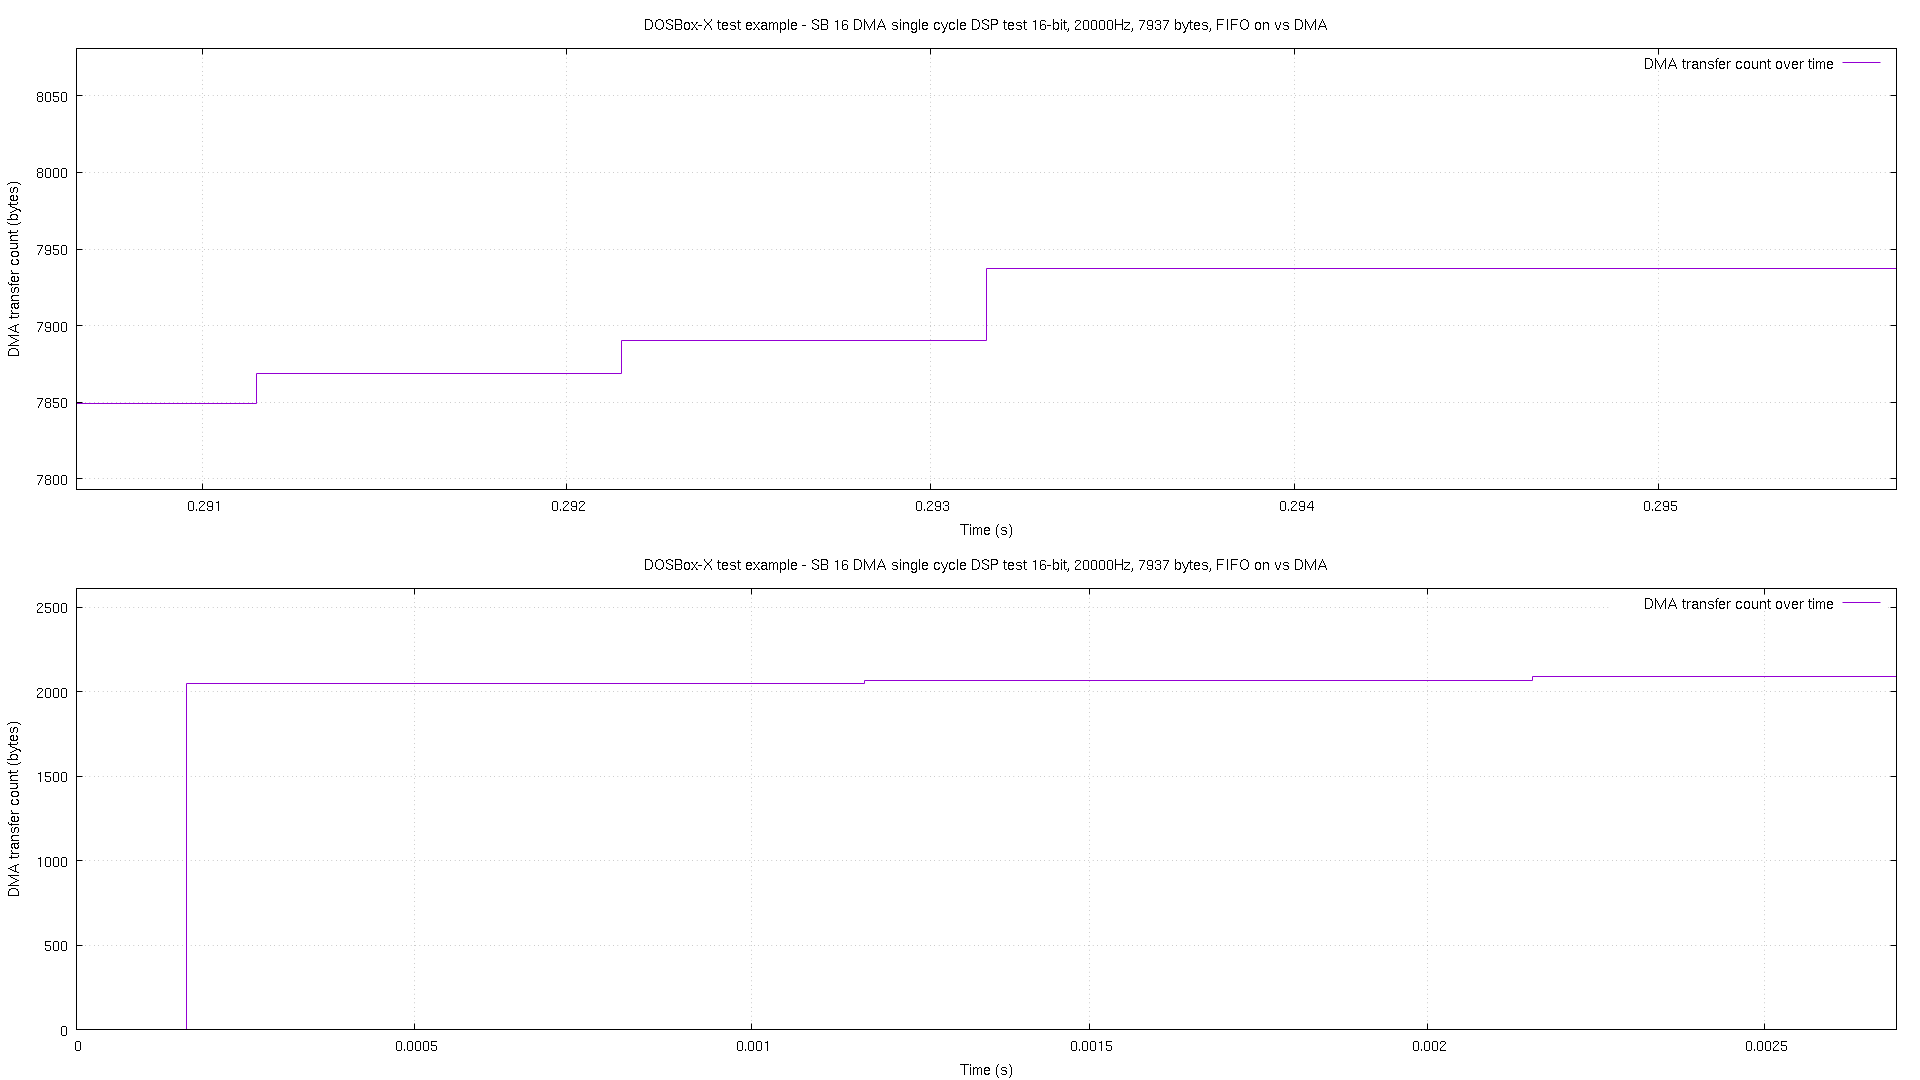 DOSBox-X test example - SB 16 DMA single cycle DSP test 16-bit, 20000Hz, 7937 bytes, FIFO on vs DMA
DMA transfer count over time
DMA transfer count (bytes)
8050
8000
7950
7900
7850
7800
0.291 0.292 0.293 0.294 0.295
Time (s)
DOSBox-X test example - SB 16 DMA single cycle DSP test 16-bit, 20000Hz, 7937 bytes, FIFO on vs DMA
DMA transfer count over time
DMA transfer count (bytes)
2500
2000
1500
1000
500
0
0 0.0005 0.001 0.0015 0.002 0.0025
Time (s)